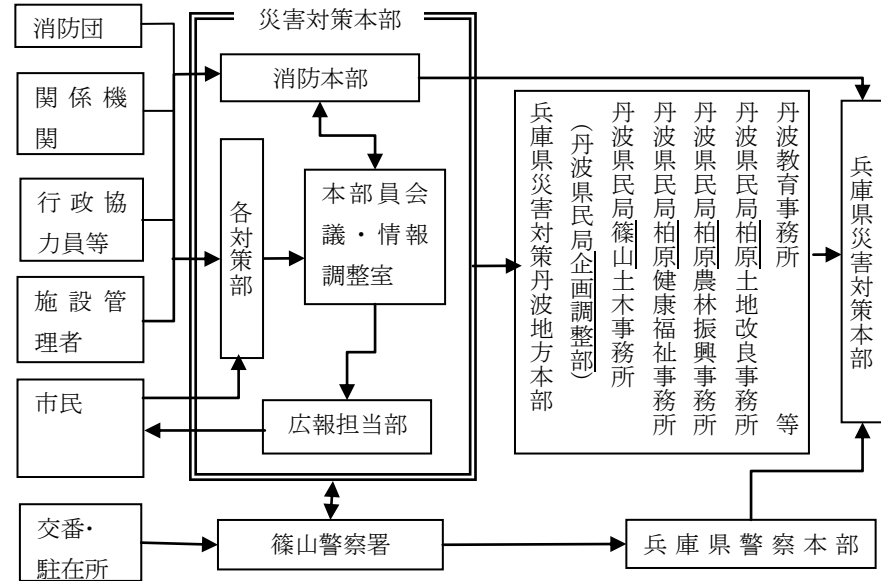 消防団
関係機
関
行政協
力員等
施設管
理者
市民
交番・
駐在所
災害対策本部
消防本部
各対策部
本部員会
議・情報
調整室
広報担当部
篠山警察署
丹波教育事務所　等
丹波県民局柏原土地改良事務所
丹波県民局柏原農林振興事務所
丹波県民局柏原健康福祉事務所
丹波県民局篠山土木事務所
（丹波県民局企画調整部）
兵庫県災害対策丹波地方本部
兵庫県災害対策本部
兵庫県警察本部